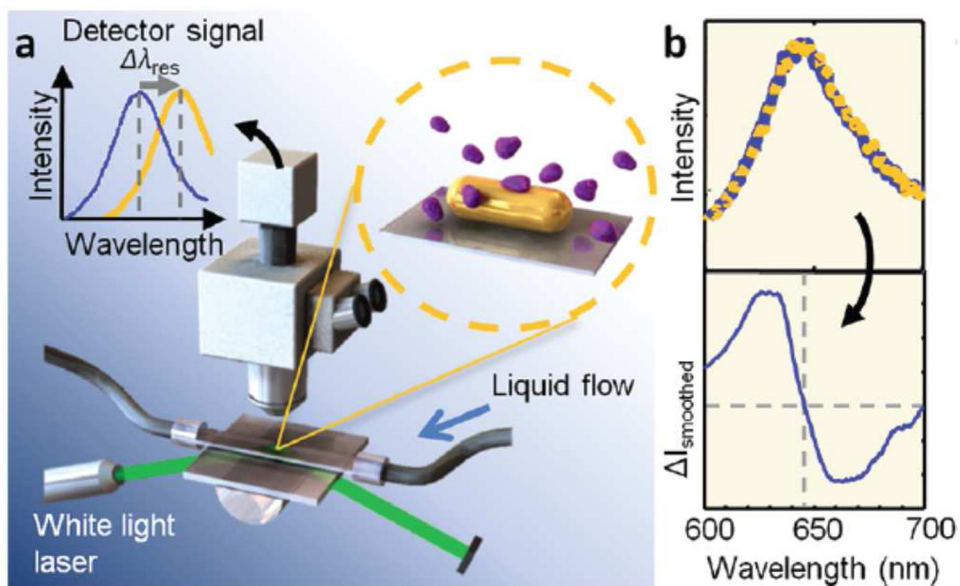 a
Detector signal
Δλres
Intensity
Wavelength
Liquid flow
White light
laser
b
Intensity
ΔIsmoothed
600
650
700
Wavelength (nm)